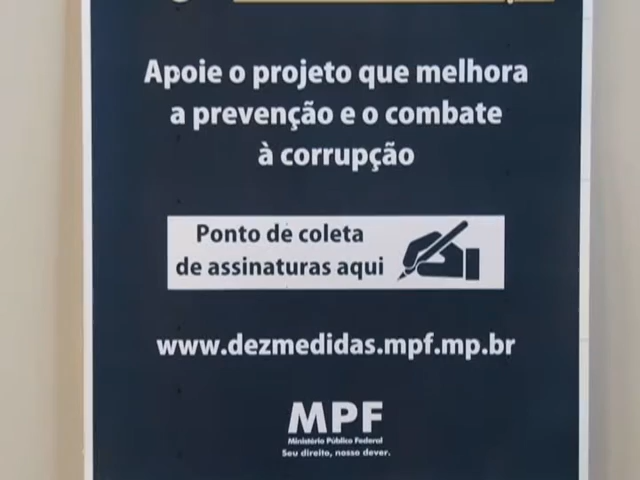 Apoie o projeto que melhora
a prevenção e o combate
à corrupção
Ponto de coleta
de assinaturas aqui
www.dezmedidas.mpf.mp.br
MPF
Ministério Público Federal
Seu direito, nosso dever.